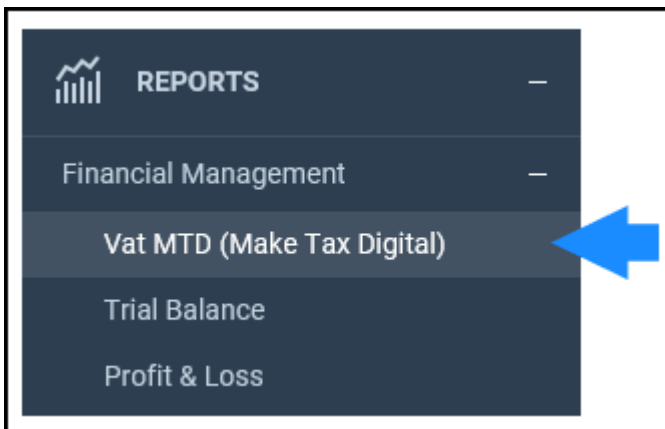 REPORTS
Financial Management
Vat MTD (Make Tax Digital)
Trial Balance
Profit & Loss